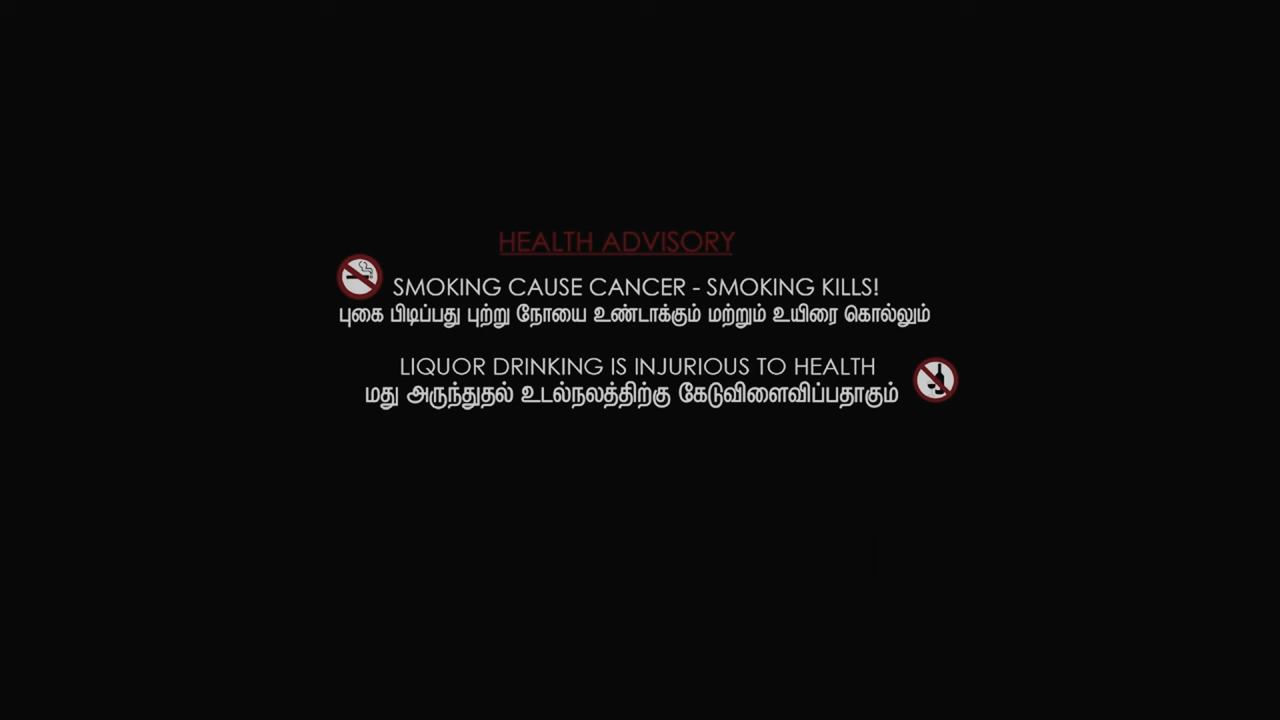 HEALTH ADVISORY
SMOKING CAUSE CANCER - SMOKING KILLS!
புகை பிடிப்பது புற்று நோயை உண்டாக்கும் மற்றும் உயிரை கொல்லும்
LIQUOR DRINKING IS INJURIOUS TO HEALTH
மது அருந்துதல் உடல்நலத்திற்கு கேடுவிளைவிப்பதாகும்